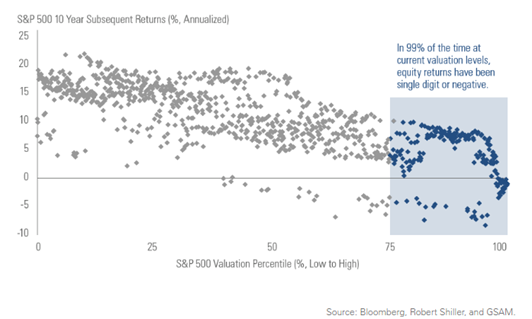 S&P 500 10 Year Subsequent Returns (%, Annualized)
25
20
15
10
5
0
-5
-10
In 99% of the time at
current valuation levels,
equity returns have been
single digit or negative.
0
25
50
75
100
S&P 500 Valuation Percentile (%, Low to High)
Source: Bloomberg, Robert Shiller, and GSAM.